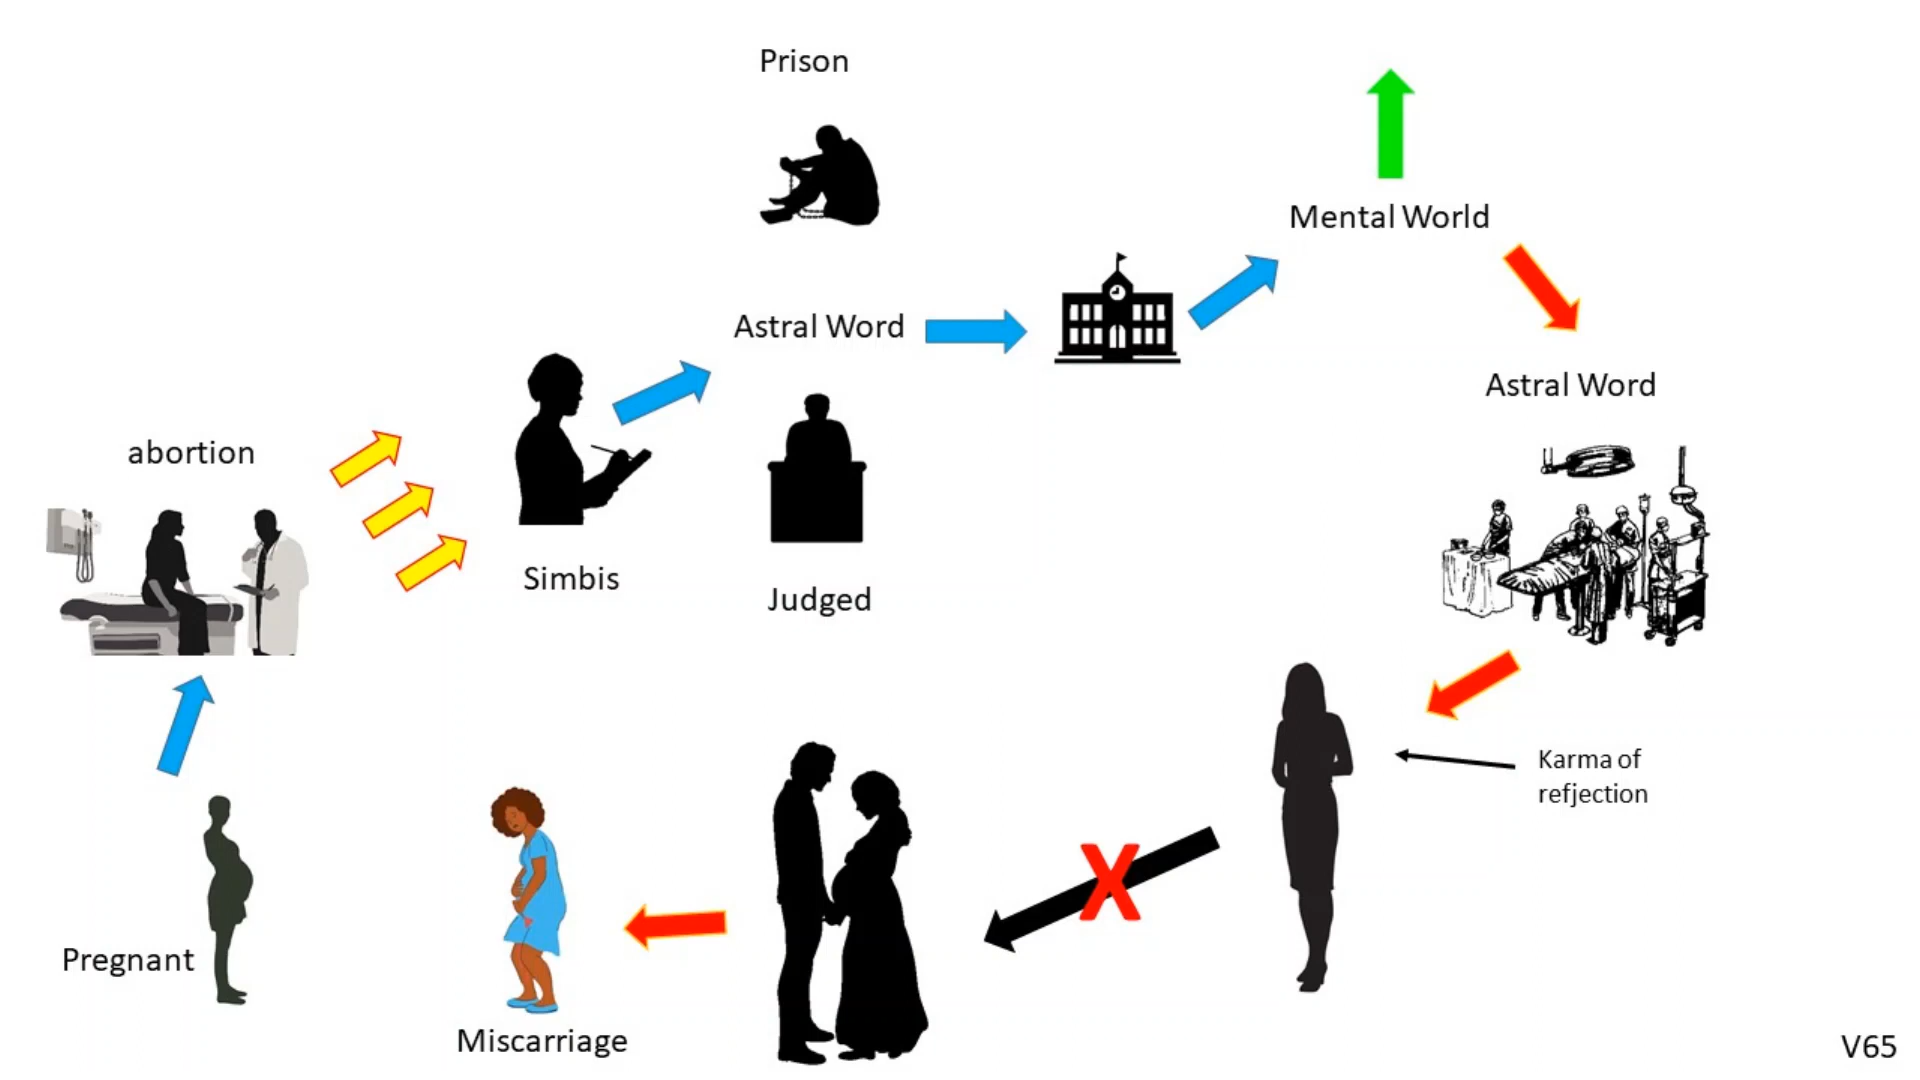 Prison
Mental World
Astral Word
Astral Word
abortion
Simbis
Judged
Karma of
refjection
X
Pregnant
Miscarriage
V65